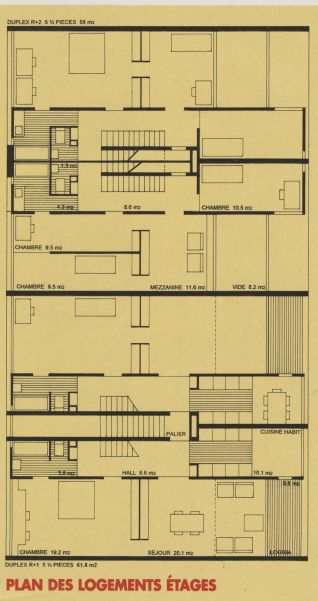 DUPLEX R+2 5 ½ PIECES 58 m2
1.9 m2
4.3 m2 8.6 m2 CHAMBRE 10.5 m2
CHAMBRE 9.5 m2
CHAMBRE 9.5 m2 MEZZANINE 11.6 m2 VIDE 8.2 m2
PALIER CUISINE HABIT.
3.8 m2 HALL 8.6 m2 10.1 m2
6.6 m2
CHAMBRE 19.2 m2 SEJOUR 20.1 m2 LOGGIA
DUPLEX R+1 5 ½ PIECES 61.8 m2
PLAN DES LOGEMENTS ÉTAGES